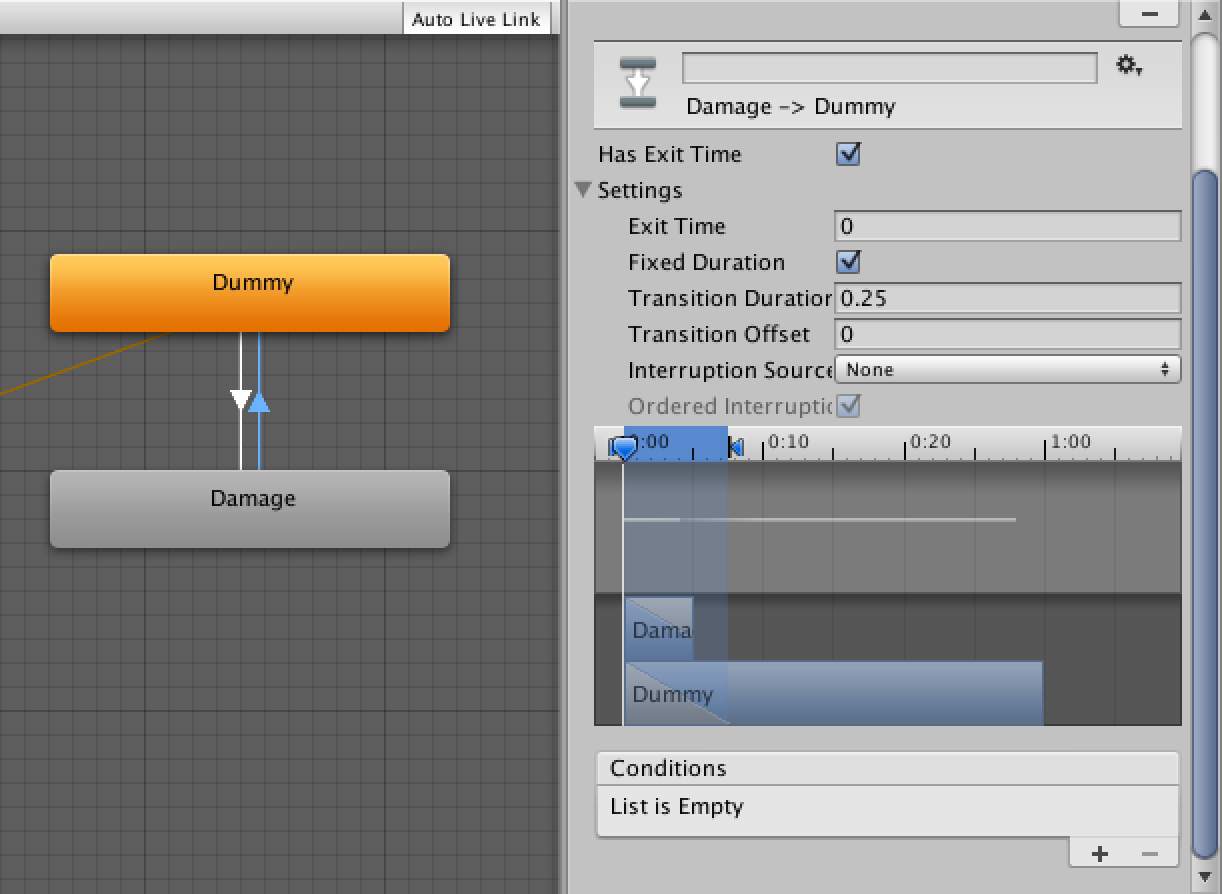 Auto Live Link
Damage -> Dummy
Has Exit Time
Settings
Exit Time 0
Fixed Duration
Transition Duration 0.25
Transition Offset 0
Interruption Source None
Ordered Interruptic
0:00 0:10 0:20 1:00
Dummy
Damage
Dama
Dummy
Conditions
List is Empty